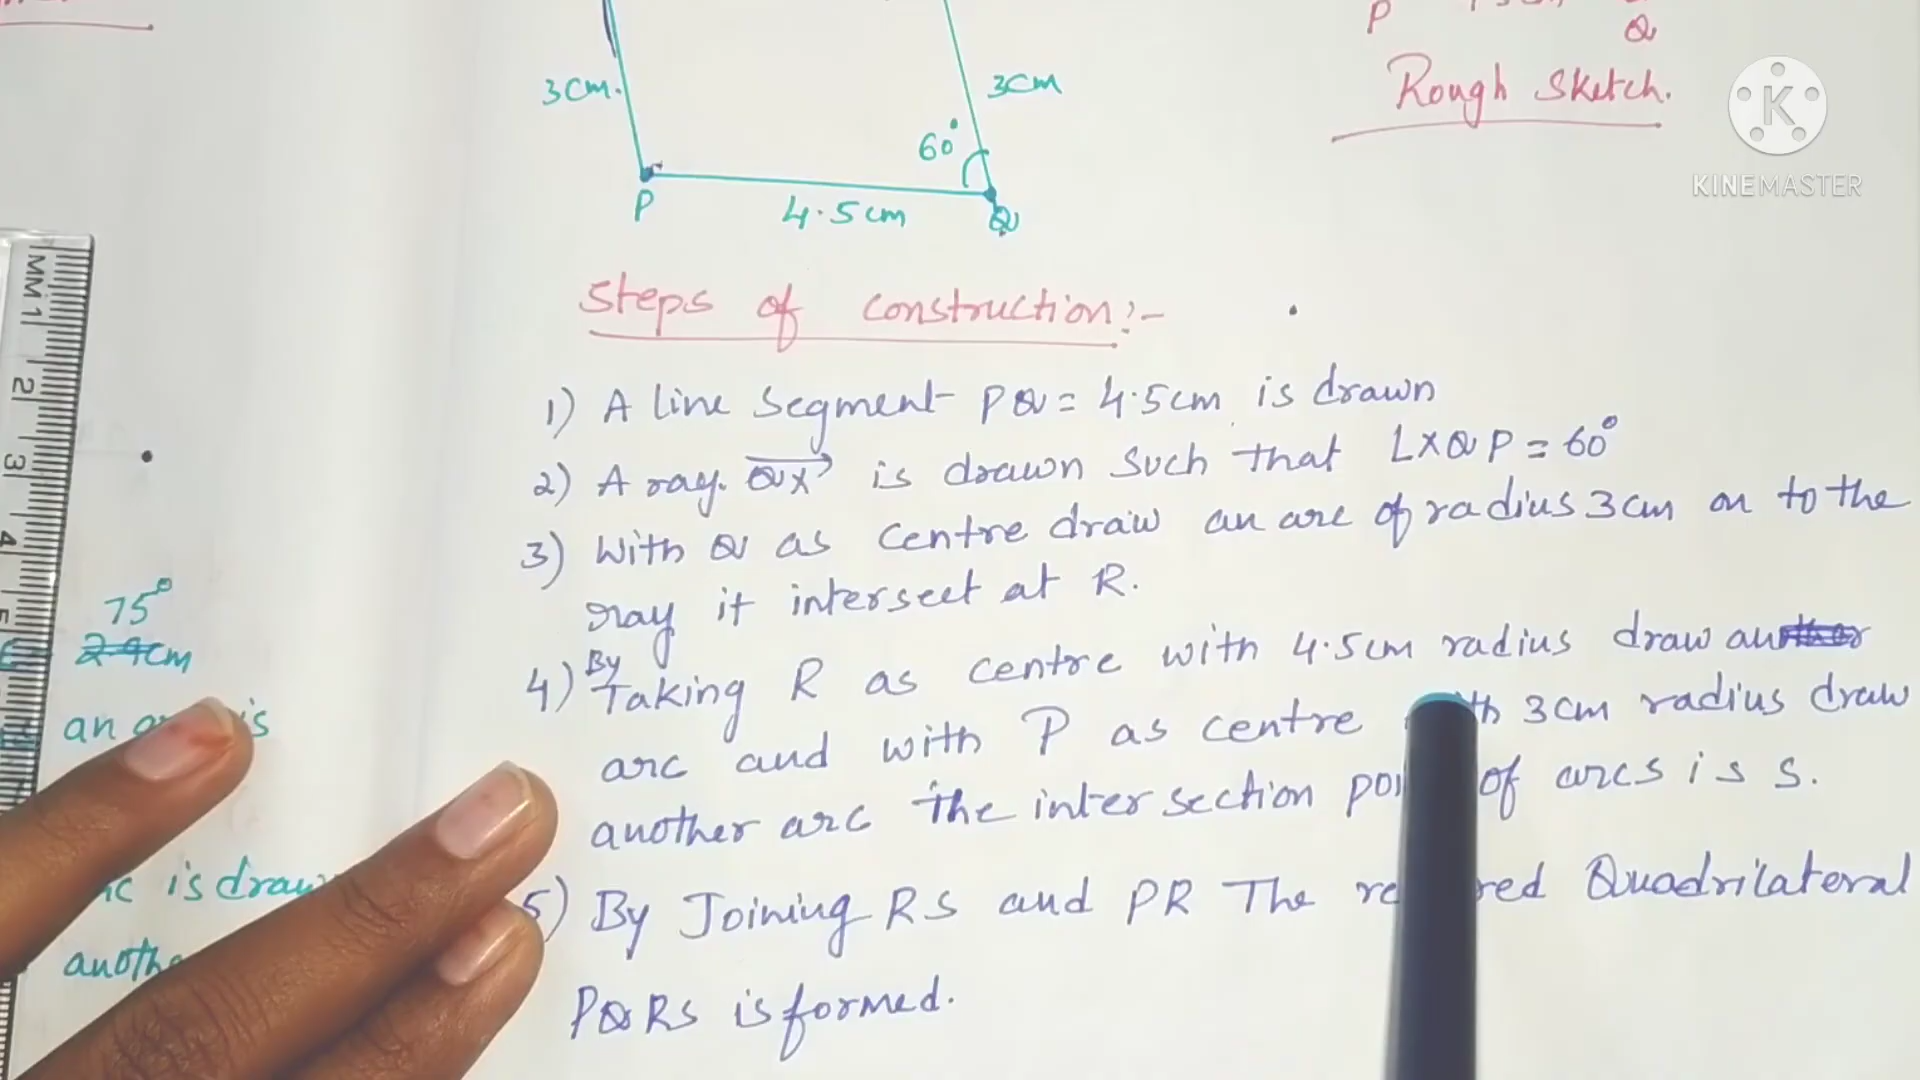 P
Q
Rough Sketch.
K
KINEMASTER
3cm.
3cm
60°
P
4.5cm
Q
Steps of construction:-
1) A line Segment PQ = 4.5cm is drawn
2) A ray. QX is drawn such that ∠XQP = 60°
3) With Q as centre draw an arc of radius 3cm on to the
ray it intersect at R.
4) By Taking R as centre with 4.5cm radius draw an
arc and with P as centre 3cm radius draw
another arc the intersection of arcs is S.
5) By Joining RS and PR The Quadrilateral
PQRS is formed.
MM 1
2
3
4
5
75°
2.9cm
an is
is